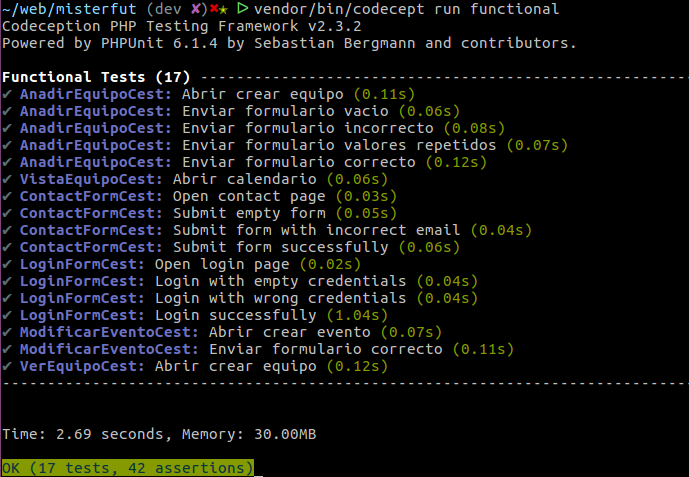 ~/web/misterfut (dev ✘)✖★ ▷ vendor/bin/codecept run functional
Codeception PHP Testing Framework v2.3.2
Powered by PHPUnit 6.1.4 by Sebastian Bergmann and contributors.
Functional Tests (17) ------------------------------------------------------
✔ AnadirEquipoCest: Abrir crear equipo (0.11s)
✔ AnadirEquipoCest: Enviar formulario vacio (0.06s)
✔ AnadirEquipoCest: Enviar formulario incorrecto (0.08s)
✔ AnadirEquipoCest: Enviar formulario valores repetidos (0.07s)
✔ AnadirEquipoCest: Enviar formulario correcto (0.12s)
✔ VistaEquipoCest: Abrir calendario (0.06s)
✔ ContactFormCest: Open contact page (0.03s)
✔ ContactFormCest: Submit empty form (0.05s)
✔ ContactFormCest: Submit form with incorrect email (0.04s)
✔ ContactFormCest: Submit form successfully (0.06s)
✔ LoginFormCest: Open login page (0.02s)
✔ LoginFormCest: Login with empty credentials (0.04s)
✔ LoginFormCest: Login with wrong credentials (0.04s)
✔ LoginFormCest: Login successfully (1.04s)
✔ ModificarEventoCest: Abrir crear evento (0.07s)
✔ ModificarEventoCest: Enviar formulario correcto (0.11s)
✔ VerEquipoCest: Abrir crear equipo (0.12s)
----------------------------------------------------------------------------
Time: 2.69 seconds, Memory: 30.00MB
OK (17 tests, 42 assertions)